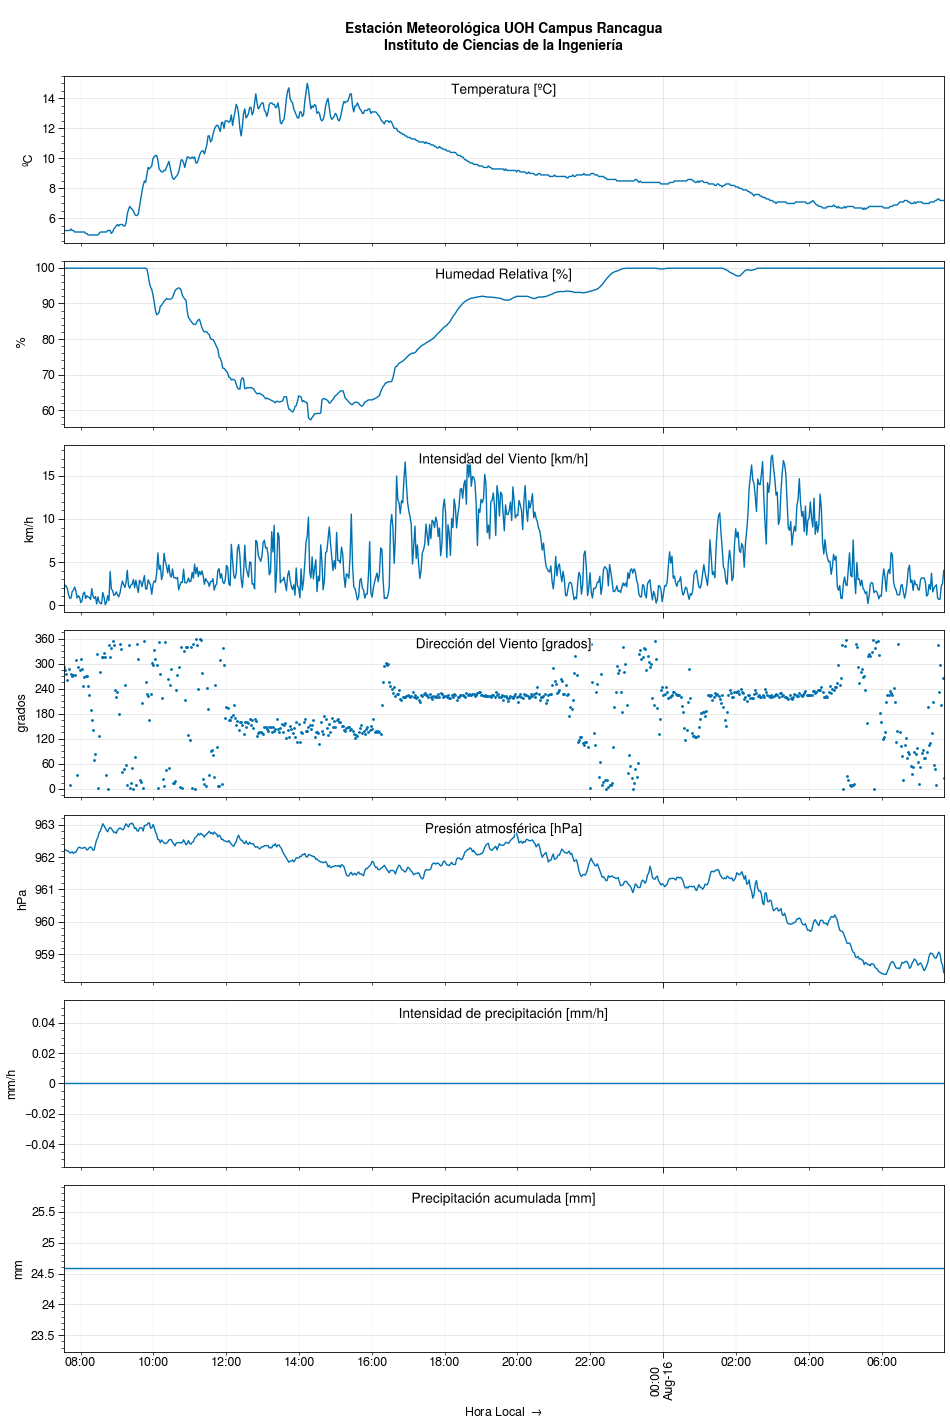 Estación Meteorológica UOH Campus Rancagua
Instituto de Ciencias de la Ingeniería
Temperatura [ºC]
ºC
14
12
10
8
6
Humedad Relativa [%]
%
100
90
80
70
60
Intensidad del Viento [km/h]
km/h
15
10
5
0
Dirección del Viento [grados]
grados
360
300
240
180
120
60
0
Presión atmosférica [hPa]
hPa
963
962
961
960
959
Intensidad de precipitación [mm/h]
mm/h
0.04
0.02
0
−0.02
−0.04
Precipitación acumulada [mm]
mm
25.5
25
24.5
24
23.5
08:00 10:00 12:00 14:00 16:00 18:00 20:00 22:00 00:00 02:00 04:00 06:00
Aug-16
Hora Local →